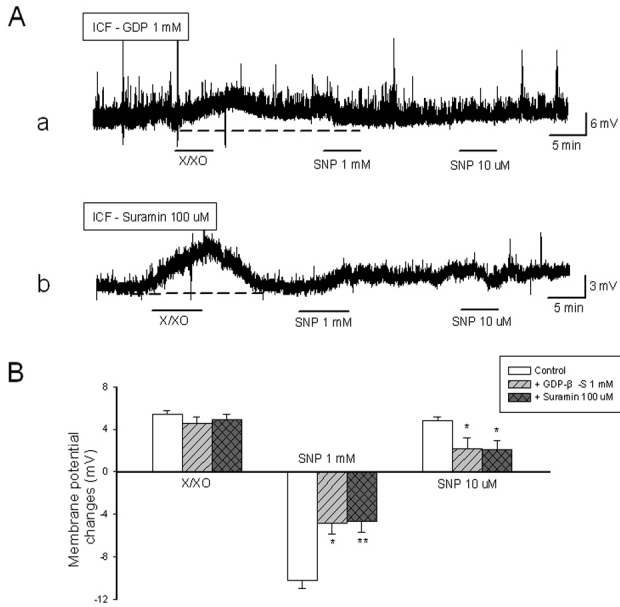 A
ICF - GDP 1 mM
a
X/XO
SNP 1 mM
SNP 10 uM
6 mV
5 min
ICF - Suramin 100 uM
b
X/XO
SNP 1 mM
SNP 10 uM
3 mV
5 min
B
Control
+ GDP-β -S 1 mM
+ Suramin 100 uM
Membrane potential
changes (mV)
8
4
0
-4
-8
-12
X/XO
SNP 1 mM
* **
* *
SNP 10 uM